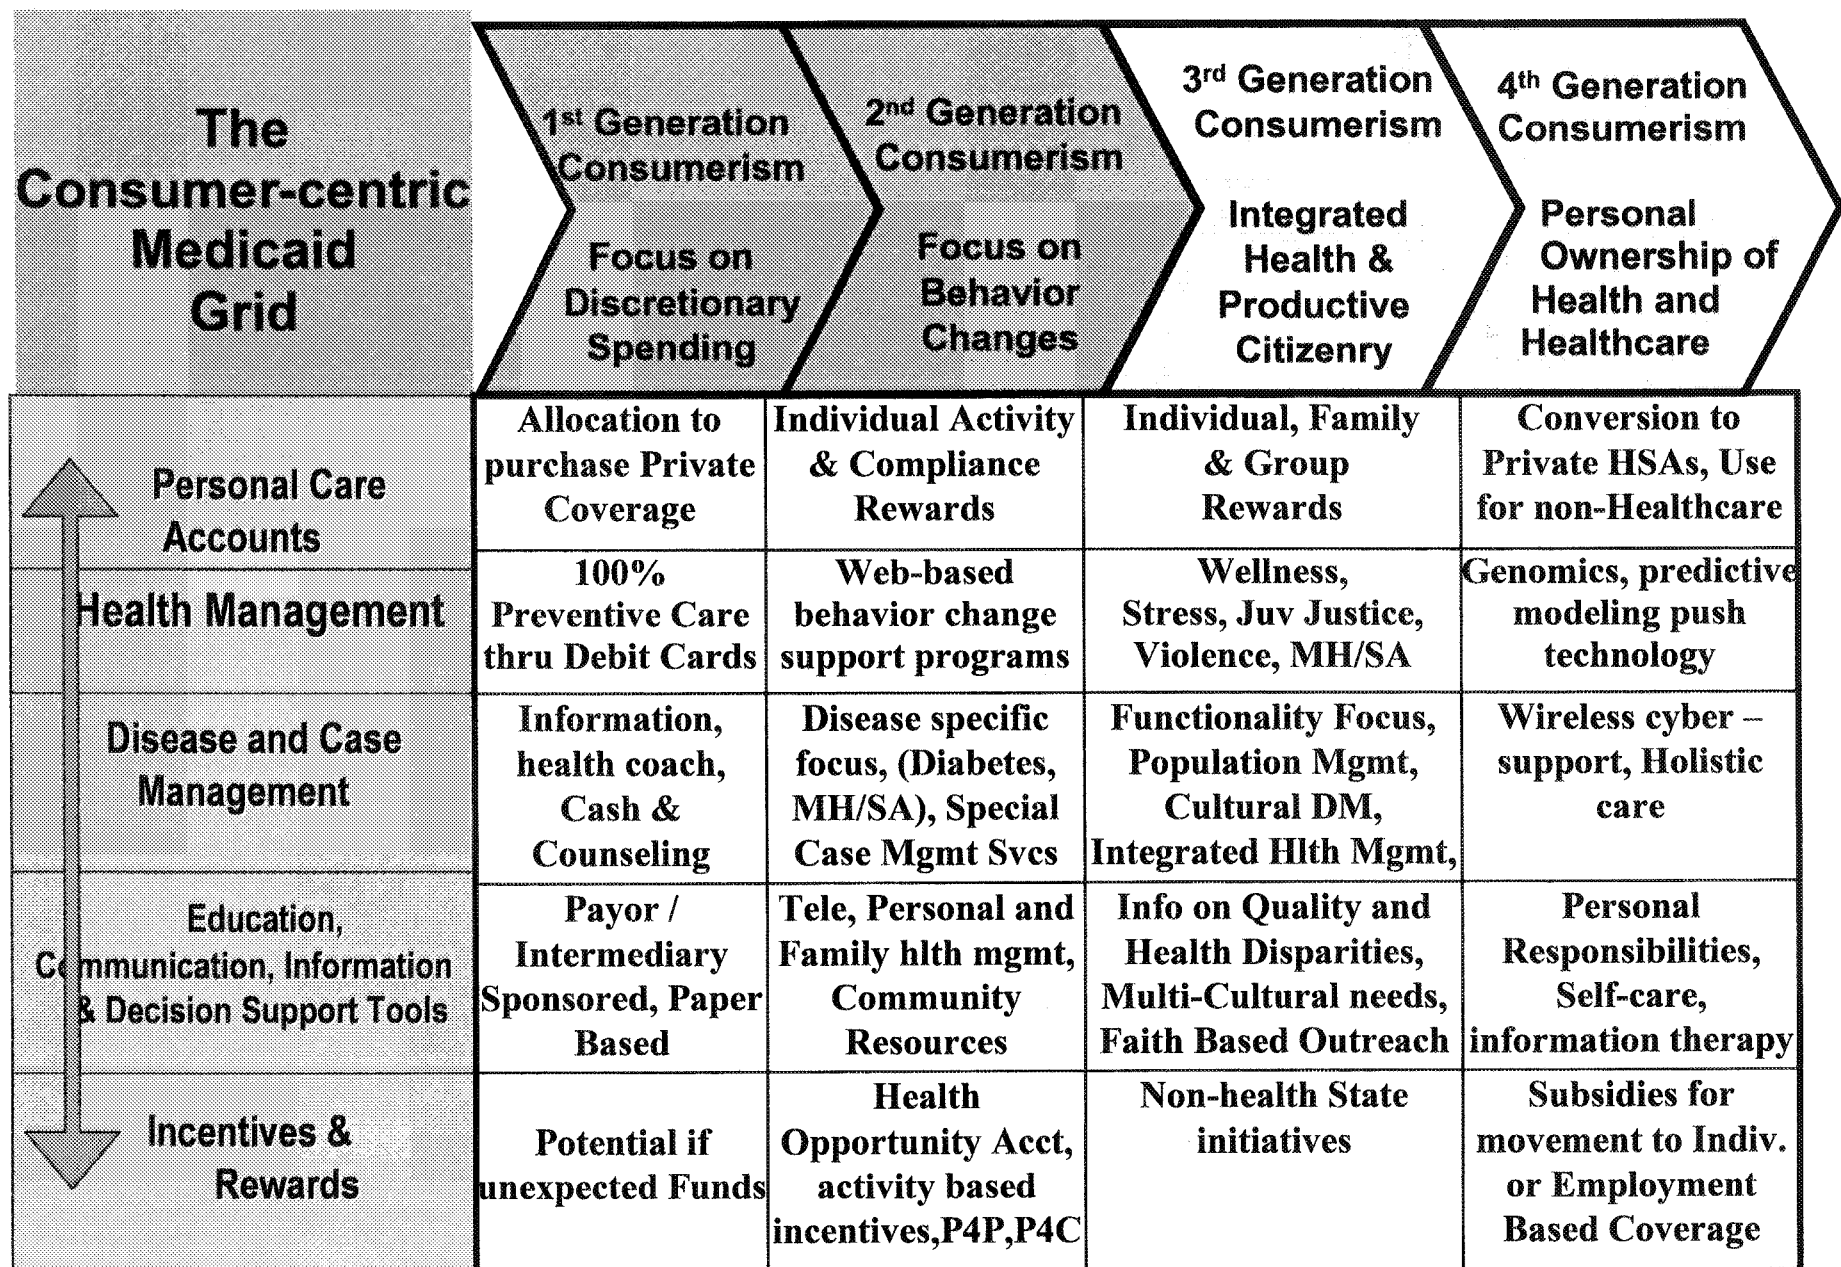 The
Consumer-centric
Medicaid
Grid
1st Generation
Consumerism
Focus on
Discretionary
Spending
2nd Generation
Consumerism
Focus on
Behavior
Changes
3rd Generation
Consumerism
Integrated
Health &
Productive
Citizenry
4th Generation
Consumerism
Personal
Ownership of
Health and
Healthcare
Personal Care
Accounts
Allocation to
purchase Private
Coverage
Individual Activity
& Compliance
Rewards
Individual, Family
& Group
Rewards
Conversion to
Private HSAs, Use
for non-Healthcare
Health Management
100%
Preventive Care
thru Debit Cards
Web-based
behavior change
support programs
Wellness,
Stress, Juv Justice,
Violence, MH/SA
Genomics, predictive
modeling push
technology
Disease and Case
Management
Information,
health coach,
Cash &
Counseling
Disease specific
focus, (Diabetes,
MH/SA), Special
Case Mgmt Svcs
Functionality Focus,
Population Mgmt,
Cultural DM,
Integrated Hlth Mgmt,
Wireless cyber –
support, Holistic
care
Education,
Communication, Information
& Decision Support Tools
Payor /
Intermediary
Sponsored, Paper
Based
Tele, Personal and
Family hlth mgmt,
Community
Resources
Info on Quality and
Health Disparities,
Multi-Cultural needs,
Faith Based Outreach
Personal
Responsibilities,
Self-care,
information therapy
Incentives &
Rewards
Potential if
unexpected Funds
Health
Opportunity Acct,
activity based
incentives,P4P,P4C
Non-health State
initiatives
Subsidies for
movement to Indiv.
or Employment
Based Coverage